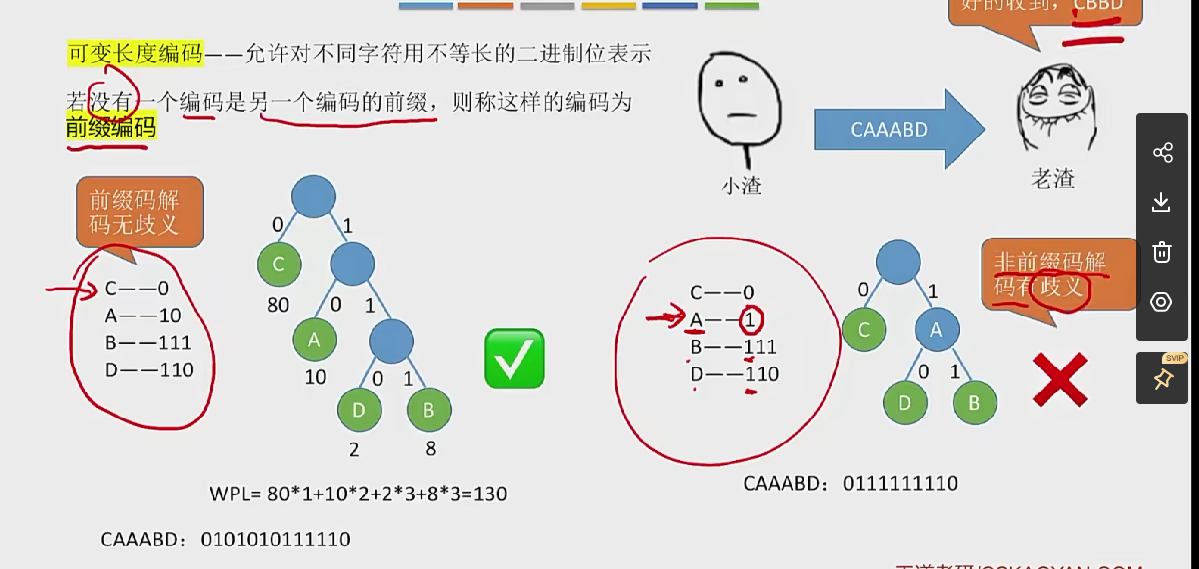 好的收到，CBBD
可变长度编码——允许对不同字符用不等长的二进制位表示
若没有一个编码是另一个编码的前缀，则称这样的编码为
前缀编码
CAAABD
小渣
老渣
前缀码解
码无歧义
C——0
A——10
B——111
D——110
0
1
C
80
0
1
A
10
0
1
D
B
2
8
WPL= 80*1+10*2+2*3+8*3=130
CAAABD：0101010111110
C——0
A——1
B——111
D——110
0
1
C
A
0
1
D
B
非前缀码解
码有歧义
CAAABD：0111111110
SVIP